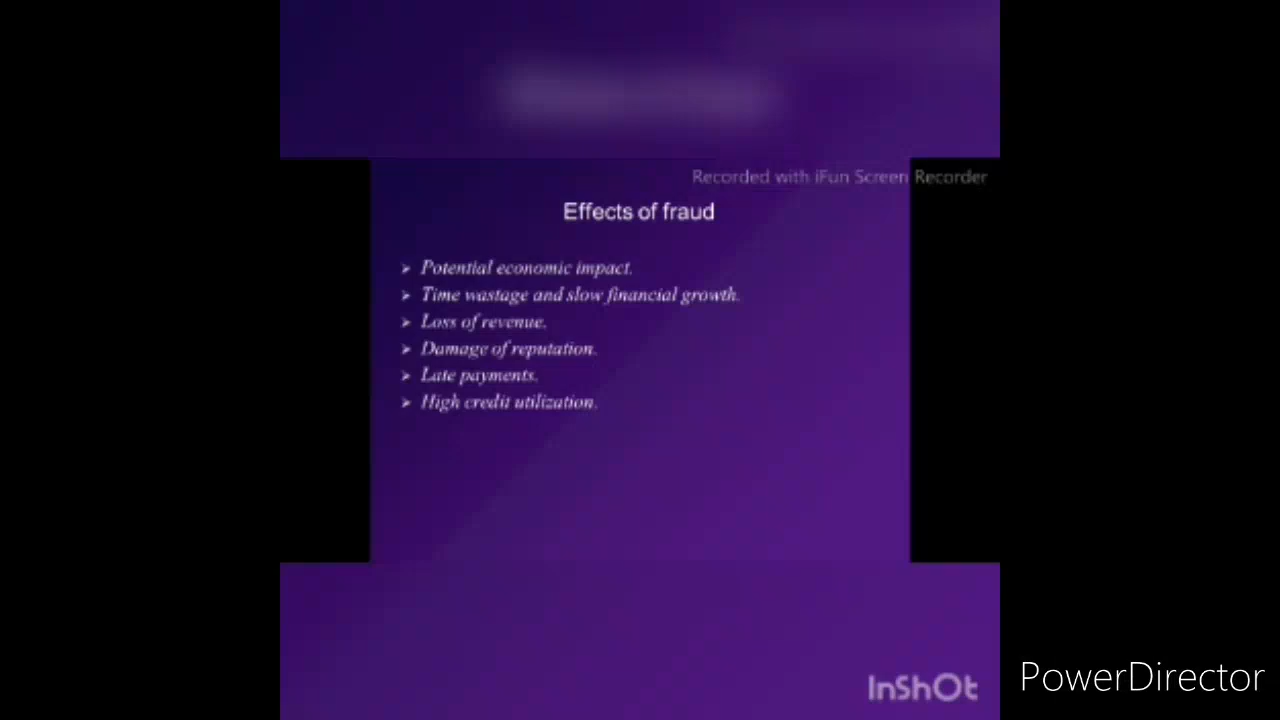 Recorded with iFun Screen Recorder
Effects of fraud
➢ Potential economic impact.
➢ Time wastage and slow financial growth.
➢ Loss of revenue.
➢ Damage of reputation.
➢ Late payments.
➢ High credit utilization.
InShOt
PowerDirector